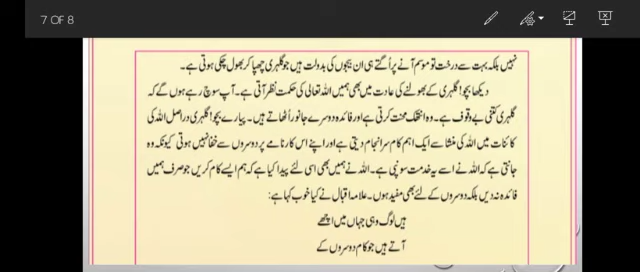 7 OF 8
نہیں بلکہ بہت سے درخت تو موسم آنے پر اُگتے ہی ان بیجوں کی بدولت ہیں جو گلہری چھپا کر بھول چکی ہوتی ہے۔
دیکھا بچو! گلہری کے بھولنے کی عادت میں بھی ہمیں اللہ تعالی کی حکمت نظر آتی ہے۔ آپ سوچ رہے ہوں گے کہ
گلہری کتنی بے وقوف ہے۔ وہ انتھک محنت کرتی ہے اور فائدہ دوسرے جانور اُٹھاتے ہیں۔ پیارے بچو! گلہری دراصل اللہ کی
کائنات میں اللہ کی منشا سے ایک اہم کام سرانجام دیتی ہے اور اپنے اس کارنامے پر دوسروں سے خفا نہیں ہوتی کیونکہ وہ
جانتی ہے کہ اللہ نے اسے یہ خدمت سونپی ہے۔ اللہ نے ہمیں بھی اسی لئے پیدا کیا ہے کہ ہم ایسے کام کریں جو صرف ہمیں
فائدہ نہ دیں بلکہ دوسروں کے لئے بھی مفید ہوں۔ علامہ اقبال نے کیا خوب کہا ہے:
ہیں لوگ وہی جہاں میں اچھے
آتے ہیں جو کام دوسروں کے